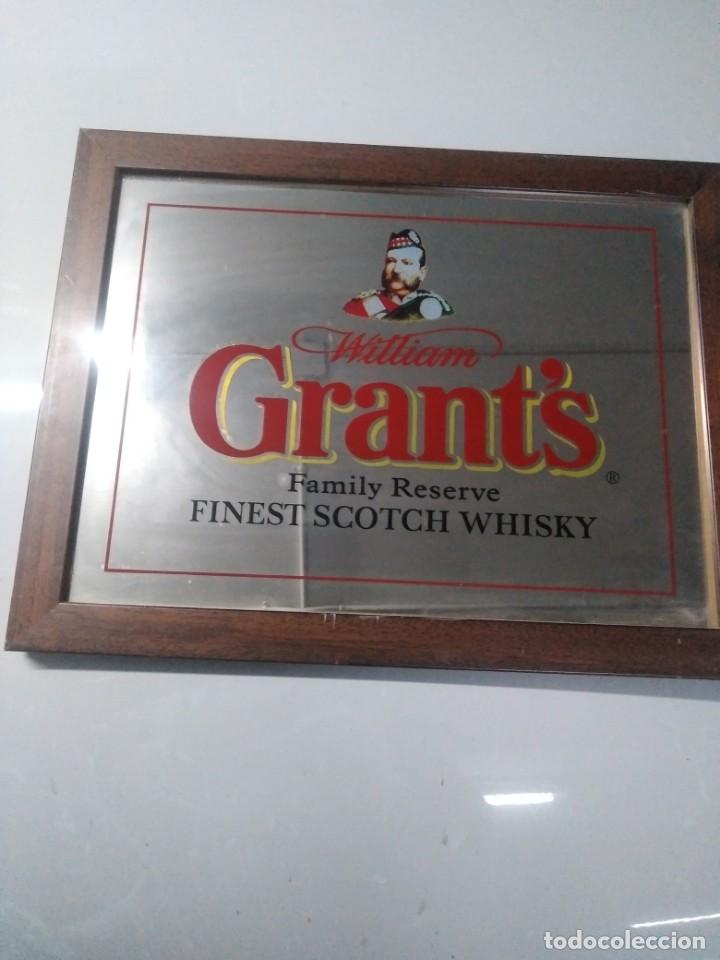 William
Grant's®
Family Reserve
FINEST SCOTCH WHISKY
todocoleccion